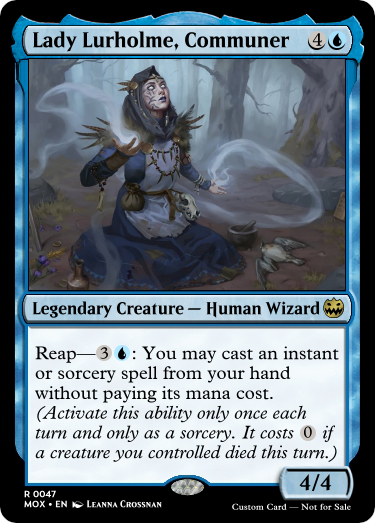 Lady Lurholme, Communer 4
Legendary Creature — Human Wizard
Reap—3: You may cast an instant
or sorcery spell from your hand
without paying its mana cost.
(Activate this ability only once each
turn and only as a sorcery. It costs 0 if
a creature you controlled died this turn.)
4/4
R 0047
MOX • EN Leanna Crossnan
Custom Card — Not for Sale